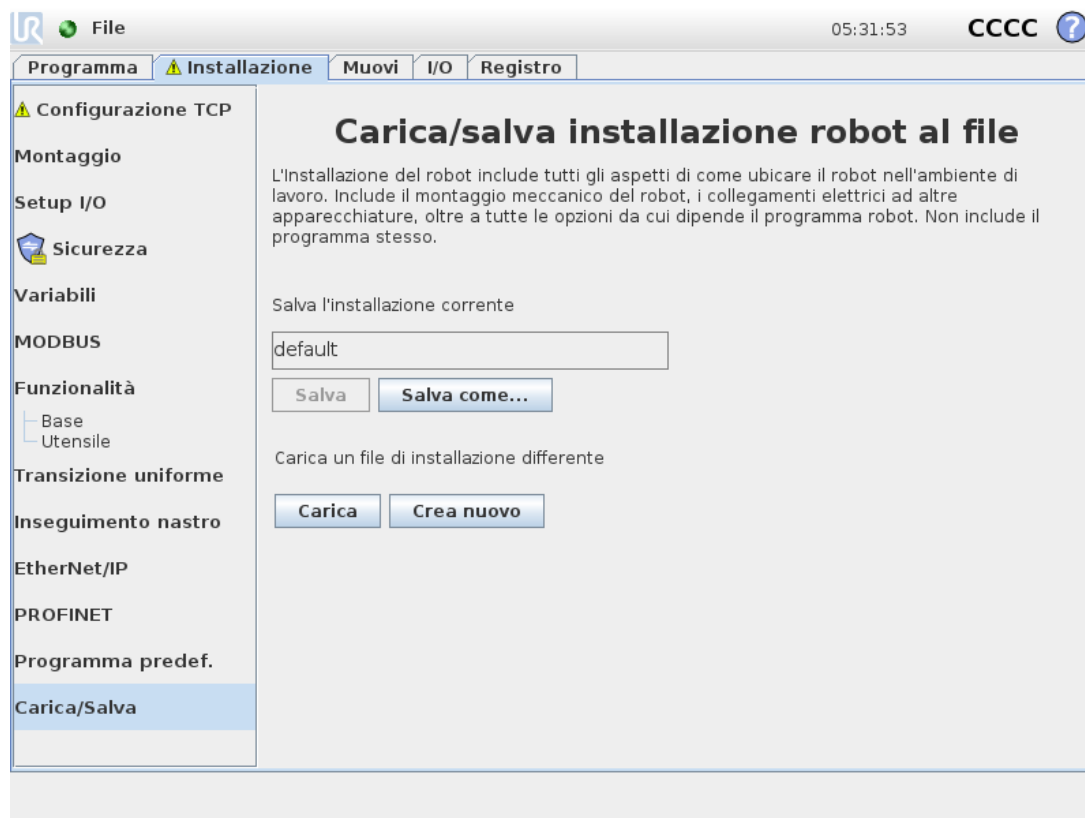 UR File 05:31:53 CCCC ?
Programma Installazione Muovi I/O Registro
Configurazione TCP
Montaggio
Setup I/O
Sicurezza
Variabili
MODBUS
Funzionalità
Base
Utensile
Transizione uniforme
Inseguimento nastro
EtherNet/IP
PROFINET
Programma predef.
Carica/Salva
Carica/salva installazione robot al file
L'Installazione del robot include tutti gli aspetti di come ubicare il robot nell'ambiente di
lavoro. Include il montaggio meccanico del robot, i collegamenti elettrici ad altre
apparecchiature, oltre a tutte le opzioni da cui dipende il programma robot. Non include il
programma stesso.
Salva l'installazione corrente
default
Salva Salva come...
Carica un file di installazione differente
Carica Crea nuovo